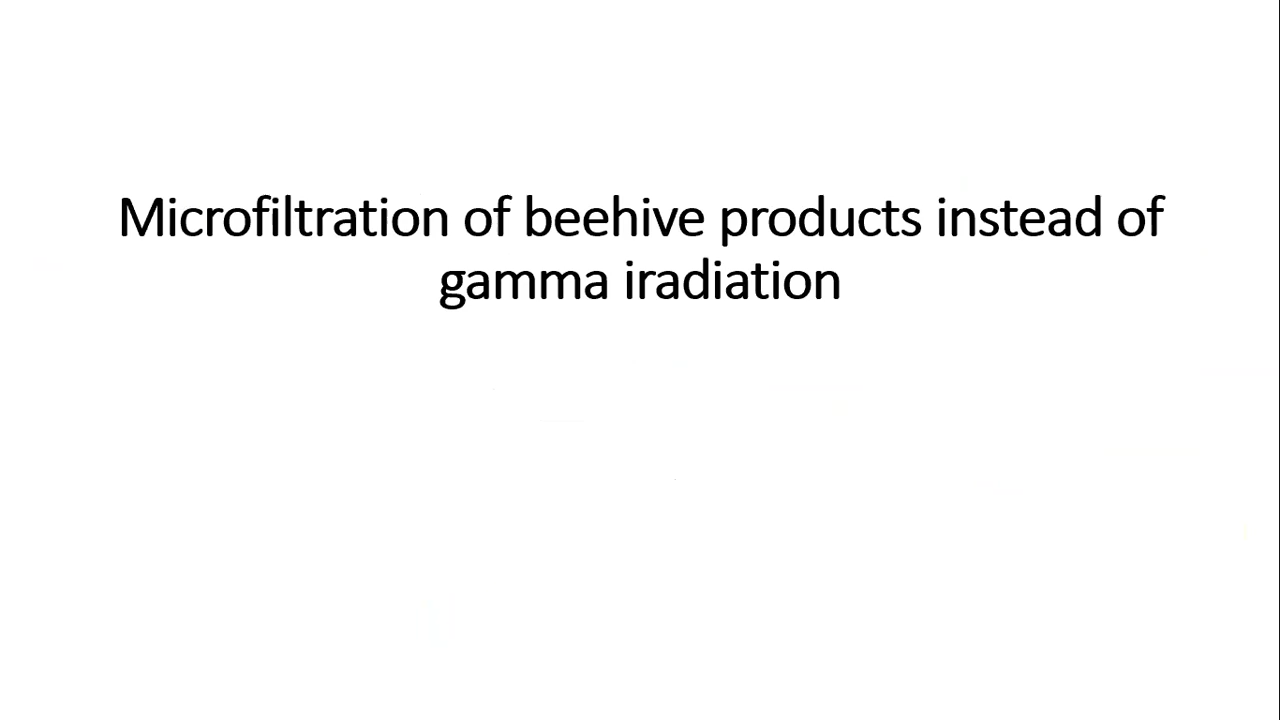 Microfiltration of beehive products instead of
gamma iradiation